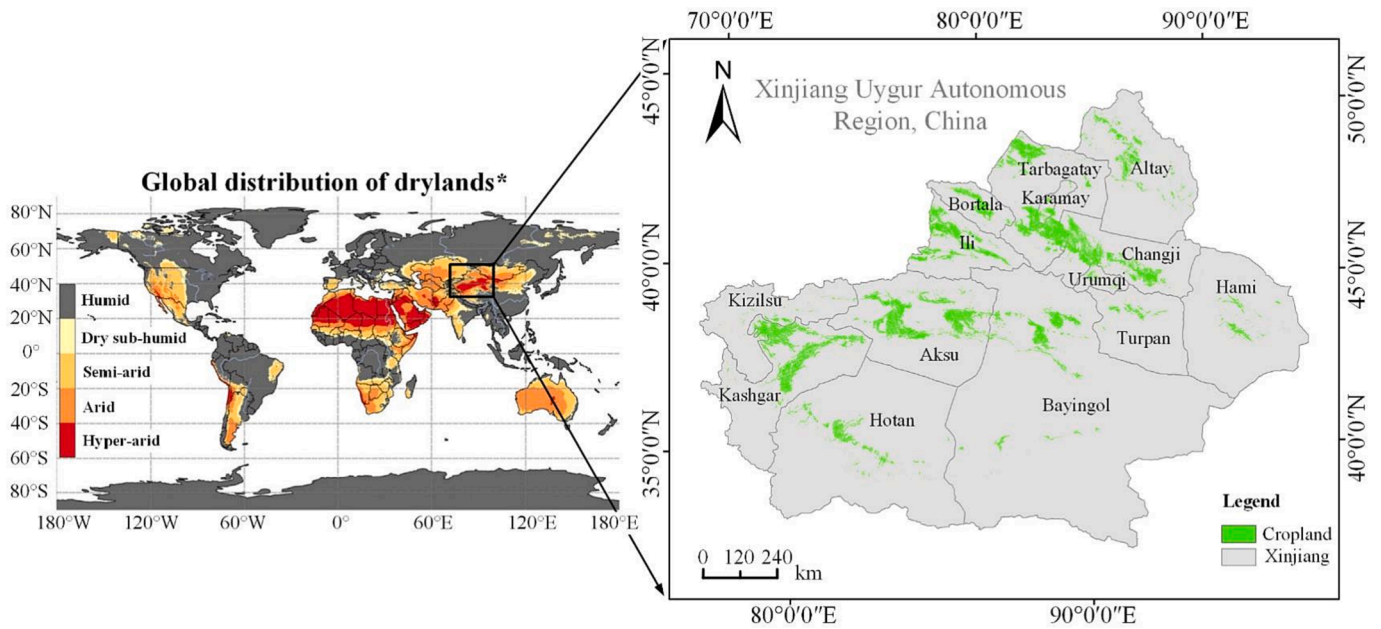 Global distribution of drylands*
80°N
60°N
40°N
20°N
0°
20°S
40°S
60°S
80°S
Humid
Dry sub-humid
Semi-arid
Arid
Hyper-arid
180°W 120°W 60°W 0° 60°E 120°E 180°E
70°0′0″E 80°0′0″E 90°0′0″E
45°0′0″N
40°0′0″N
35°0′0″N
N
Xinjiang Uygur Autonomous
Region, China
Tarbagatay
Altay
Karamay
Bortala
Ili
Changji
Urumqi
Hami
Kizilsu
Turpan
Aksu
Kashgar
Hotan
Bayingol
50°0′0″N
45°0′0″N
40°0′0″N
Legend
Cropland
Xinjiang
0 120 240
km
80°0′0″E 90°0′0″E